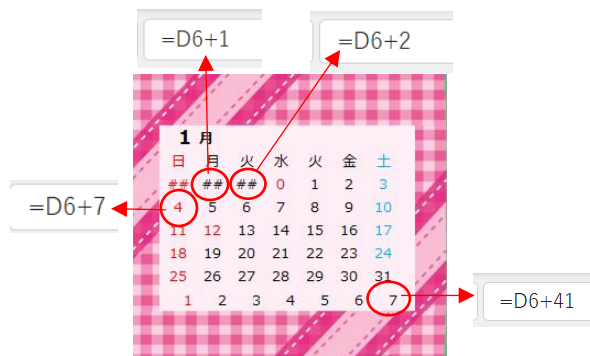 =D6+1
=D6+2
1 月
日 月 火 水 火 金 土
## ## ## 0 1 2 3
=D6+7
4 5 6 7 8 9 10
11 12 13 14 15 16 17
18 19 20 21 22 23 24
25 26 27 28 29 30 31
1 2 3 4 5 6 7
=D6+41